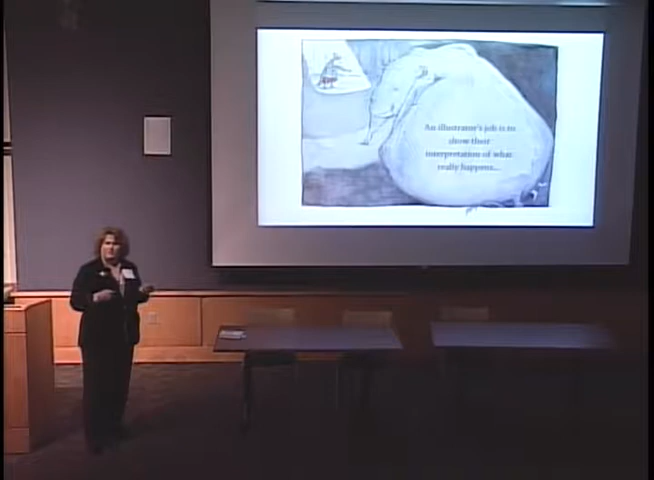 An illustrator's job is to
show their
interpretation of what
really happens...